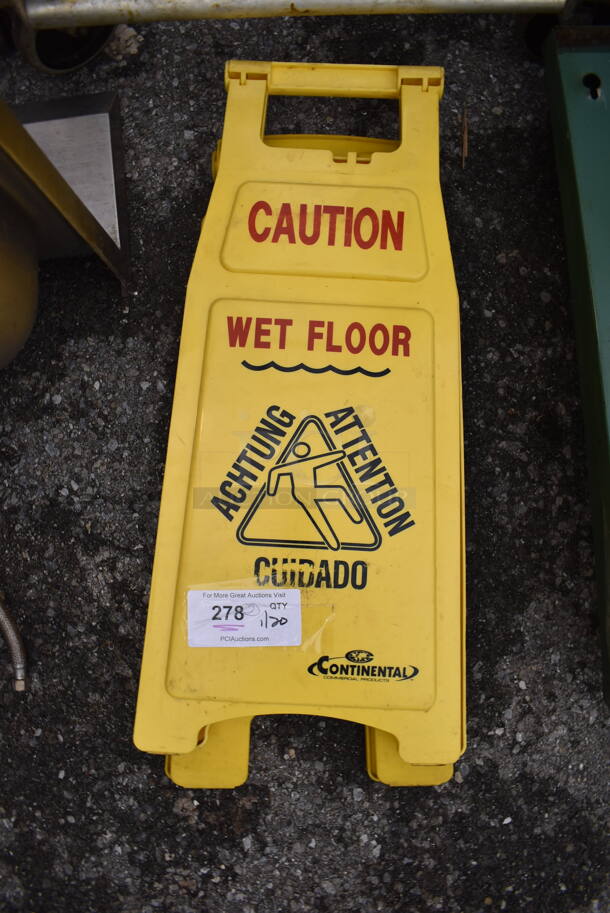 CAUTION
WET FLOOR
ACHTUNG
ATTENTION
CUIDADO
For More Great Auctions Visit
278
QTY
1/20
PCIAuctions.com
CONTINENTAL
COMMERCIAL PRODUCTS